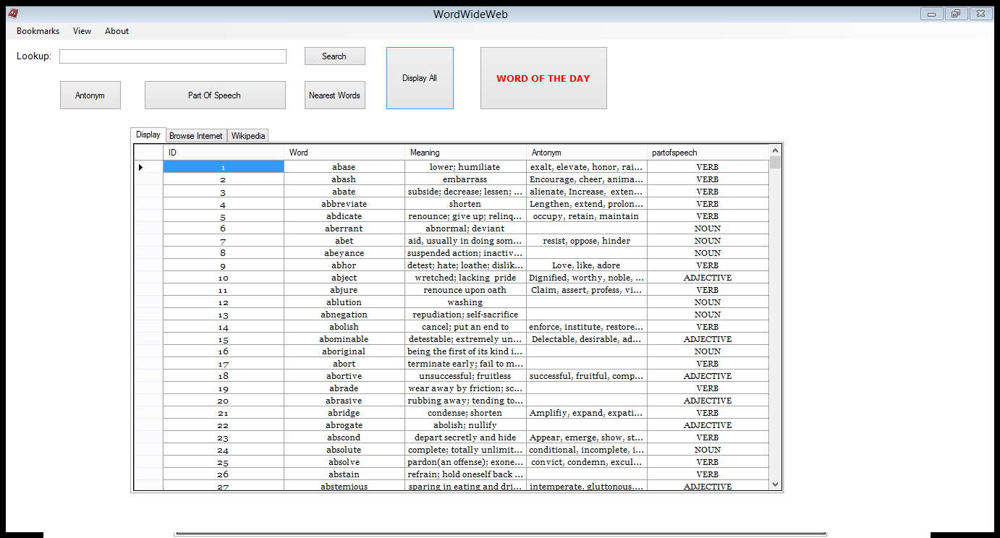 WordWideWeb
Bookmarks View About
Lookup: Search
Display All
WORD OF THE DAY
Antonym Part Of Speech Nearest Words
Display Browse Internet Wikipedia
ID Word Meaning Antonym partofspeech
1 abase lower; humiliate exalt, elevate, honor, rai... VERB
2 abash embarrass Encourage, cheer, anima... VERB
3 abate subside; decrease; lessen; ... alienate, Increase, exten... VERB
4 abbreviate shorten Lengthen, extend, prolon... VERB
5 abdicate renounce; give up; relinq... occupy, retain, maintain VERB
6 aberrant abnormal; deviant NOUN
7 abet aid, usually in doing som... resist, oppose, hinder NOUN
8 abeyance suspended action; inactiv... NOUN
9 abhor detest; hate; loathe; dislik... Love, like, adore VERB
10 abject wretched; lacking pride Dignified, worthy, noble, ... ADJECTIVE
11 abjure renounce upon oath Claim, assert, profess, vi... VERB
12 ablution washing NOUN
13 abnegation repudiation; self-sacrifice NOUN
14 abolish cancel; put an end to enforce, institute, restore... VERB
15 abominable detestable; extremely un... Delectable, desirable, ad... ADJECTIVE
16 aboriginal being the first of its kind i... NOUN
17 abort terminate early; fail to m... VERB
18 abortive unsuccessful; fruitless successful, fruitful, comp... ADJECTIVE
19 abrade wear away by friction; sc... VERB
20 abrasive rubbing away; tending to... ADJECTIVE
21 abridge condense; shorten Amplifiy, expand, expati... VERB
22 abrogate abolish; nullify ADJECTIVE
23 abscond depart secretly and hide Appear, emerge, show, st... VERB
24 absolute complete; totally unlimit... conditional, incomplete, i... NOUN
25 absolve pardon(an offense); exone... convict, condemn, excul... VERB
26 abstain refrain; hold oneself back ... VERB
27 abstemious sparing in eating and dri... intemperate, gluttonous,... ADJECTIVE